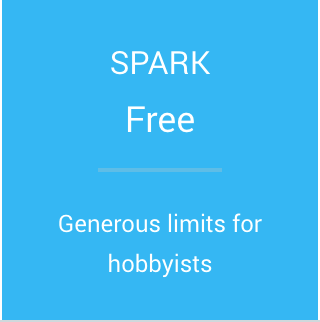 SPARK
Free
Generous limits for
hobbyists